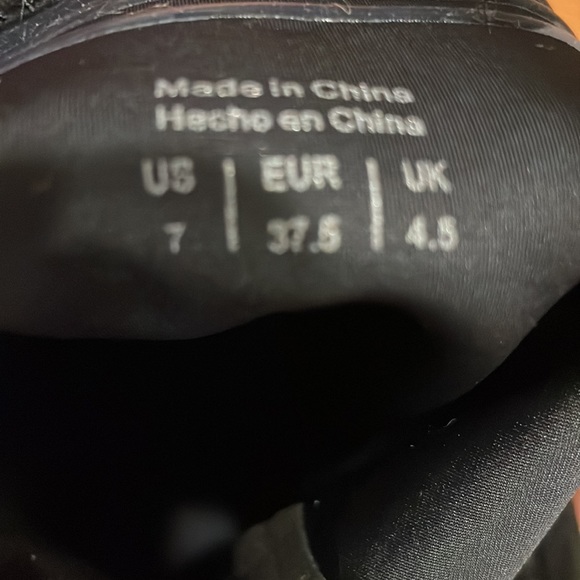 Made in China
Hecho en China
US | EUR | UK
7 | 37.5 | 4.5